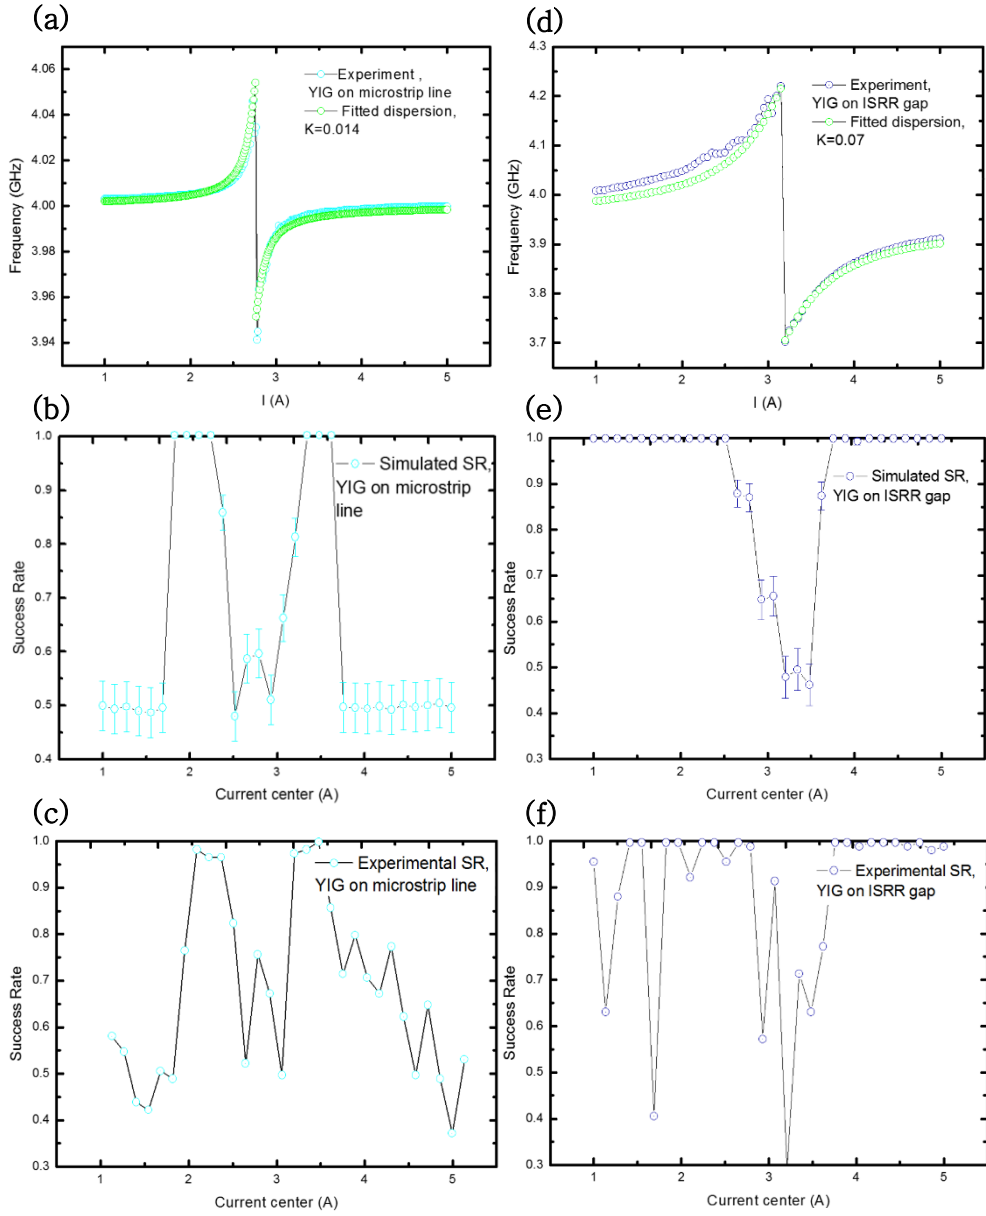 (a)
4.06
4.04
4.02
4.00
3.98
3.96
3.94
Frequency (GHz)
Experiment ,
YIG on microstrip line
Fitted dispersion,
K=0.014
1 2 3 4 5
I (A)
(d)
4.3
4.2
4.1
4.0
3.9
3.8
3.7
Frequency (GHz)
Experiment,
YIG on ISRR gap
Fitted dispersion,
K=0.07
1 2 3 4 5
I (A)
(b)
1.0
0.9
0.8
0.7
0.6
0.5
0.4
Success Rate
Simulated SR,
YIG on microstrip
line
1 2 3 4 5
Current center (A)
(e)
1.0
0.9
0.8
0.7
0.6
0.5
0.4
0.3
Success Rate
Simulated SR,
YIG on ISRR gap
1 2 3 4 5
Current center (A)
(c)
1.0
0.9
0.8
0.7
0.6
0.5
0.4
0.3
Success Rate
Experimental SR,
YIG on microstrip line
1 2 3 4 5
Current center (A)
(f)
1.0
0.9
0.8
0.7
0.6
0.5
0.4
0.3
Success Rate
Experimental SR,
YIG on ISRR gap
1 2 3 4 5
Current center (A)